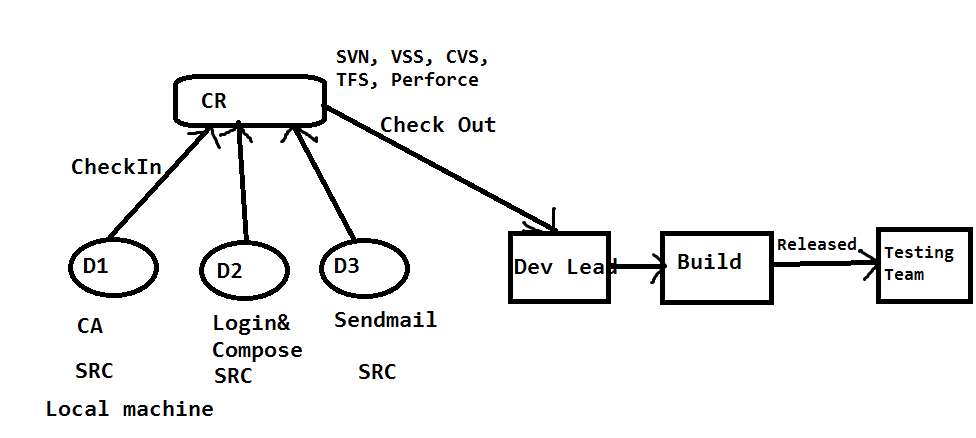 SVN, VSS, CVS,
TFS, Perforce
CR
Check Out
CheckIn
D1
D2
D3
Dev Lead
Build
Released.
Testing
Team
CA
Login&
Compose
Sendmail
SRC
SRC
SRC
Local machine